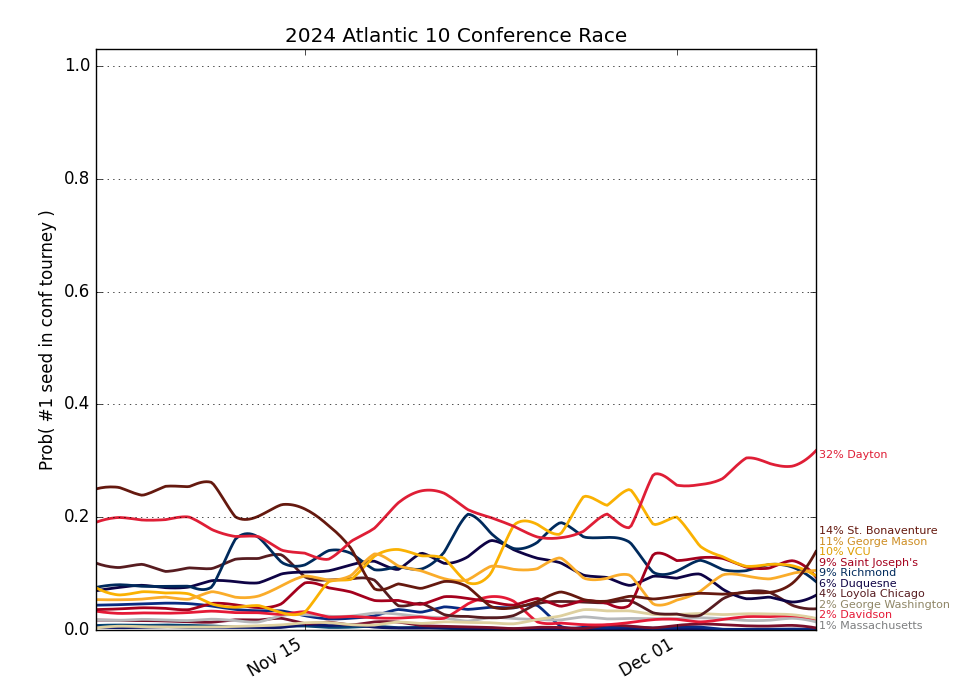 2024 Atlantic 10 Conference Race
Prob( #1 seed in conf tourney )
1.0
0.8
0.6
0.4
0.2
0.0
Nov 15
Dec 01
32% Dayton
14% St. Bonaventure
11% George Mason
10% VCU
9% Saint Joseph's
9% Richmond
6% Duquesne
4% Loyola Chicago
2% George Washington
2% Davidson
1% Massachusetts